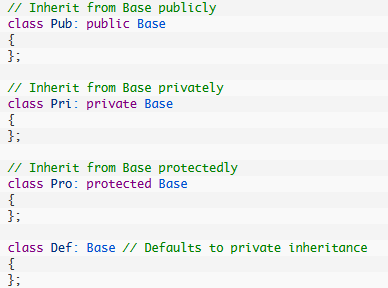 // Inherit from Base publicly
class Pub: public Base
{
};
// Inherit from Base privately
class Pri: private Base
{
};
// Inherit from Base protectedly
class Pro: protected Base
{
};
class Def: Base // Defaults to private inheritance
{
};